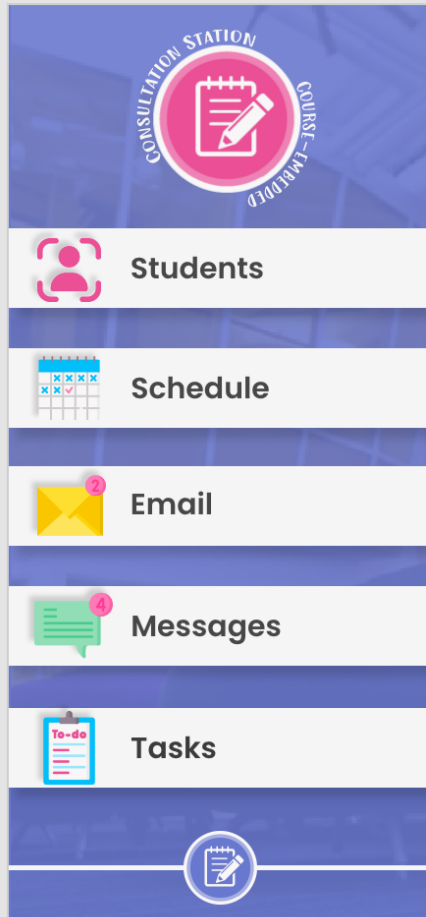 CONSULTATION STATION
COURSE-EMBEDDED
Students
Schedule
2
Email
4
Messages
To-do
Tasks